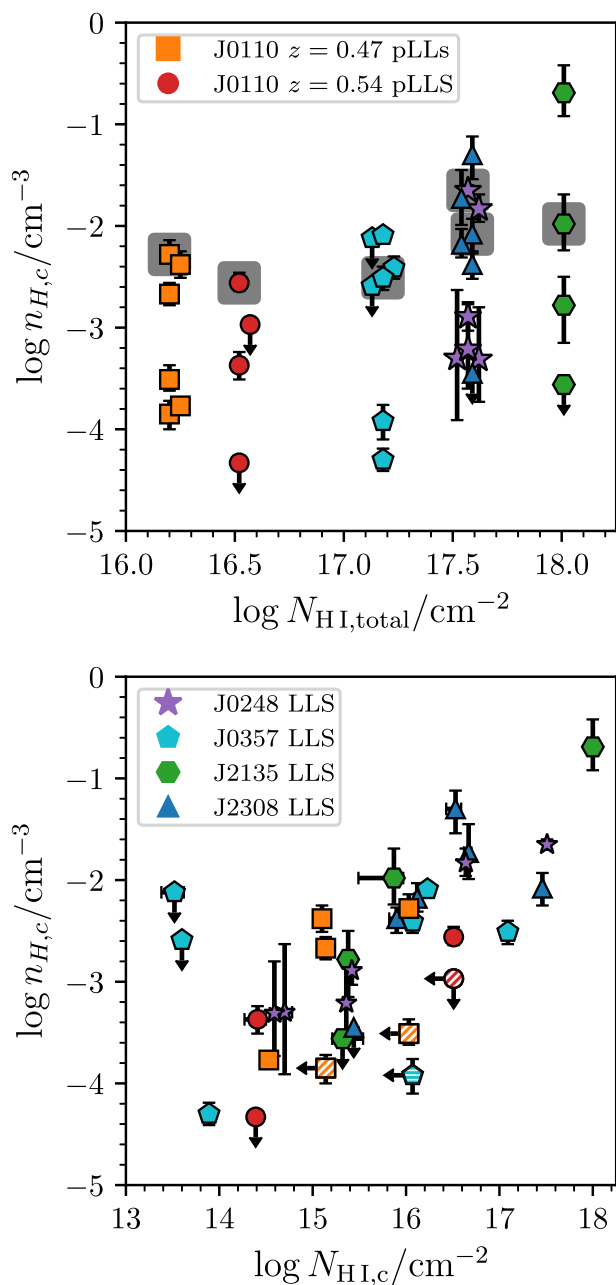 0
J0110 z = 0.47 pLLs
J0110 z = 0.54 pLLS
−1
−2
−3
−4
−5
log n_{H,c}/cm^{−3}
16.0 16.5 17.0 17.5 18.0
log N_{HI,total}/cm^{−2}
0
J0248 LLS
J0357 LLS
J2135 LLS
J2308 LLS
−1
−2
−3
−4
−5
log n_{H,c}/cm^{−3}
13 14 15 16 17 18
log N_{HI,c}/cm^{−2}